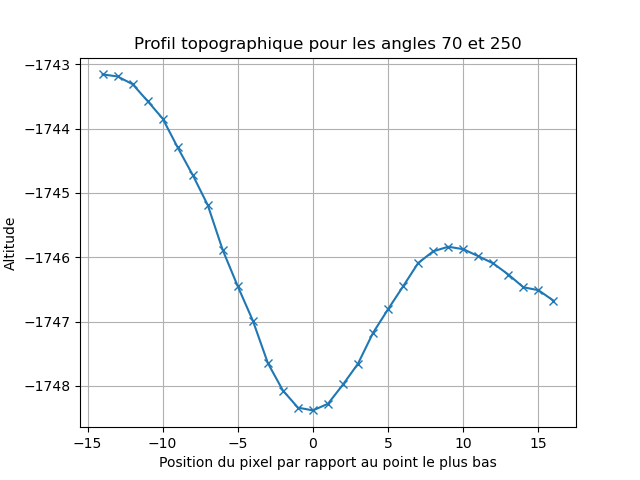 Profil topographique pour les angles 70 et 250
−1743
−1744
−1745
−1746
−1747
−1748
Altitude
−15 −10 −5 0 5 10 15
Position du pixel par rapport au point le plus bas